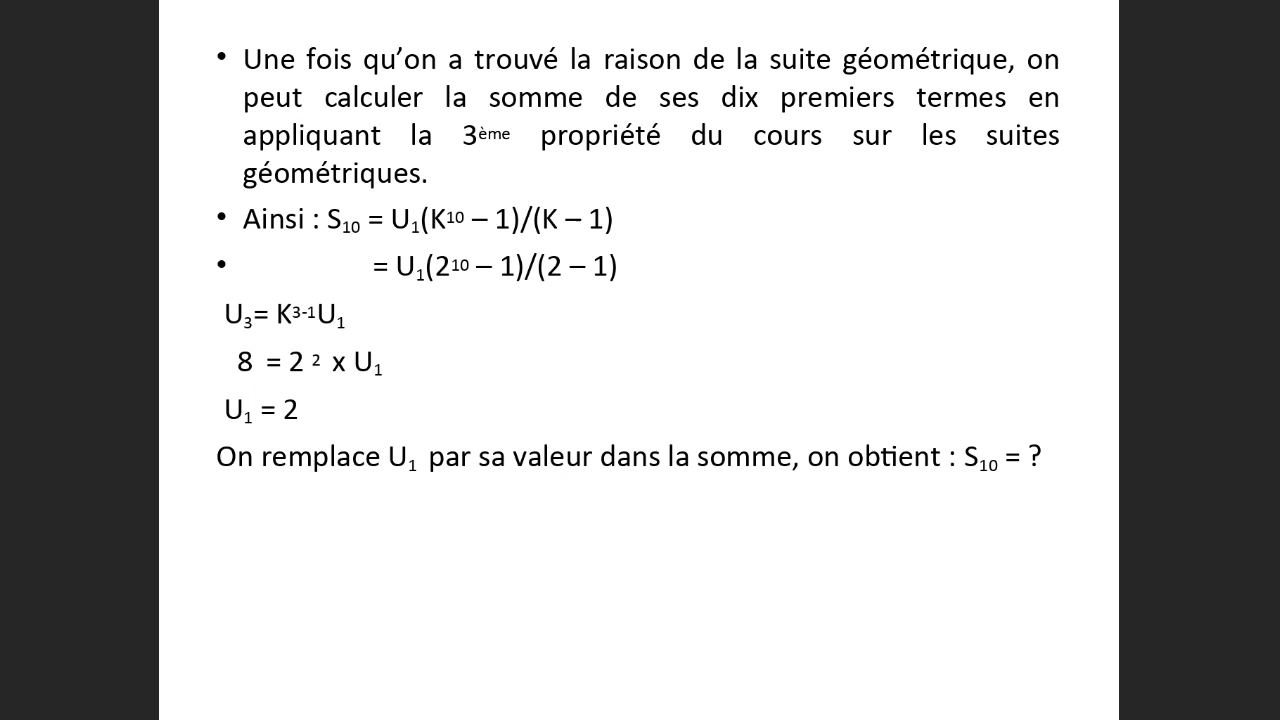 • Une fois qu’on a trouvé la raison de la suite géométrique, on
peut calculer la somme de ses dix premiers termes en
appliquant la 3ème propriété du cours sur les suites
géométriques.
• Ainsi : S₁₀ = U₁(K¹⁰ – 1)/(K – 1)
• = U₁(2¹⁰ – 1)/(2 – 1)
U₃= K³⁻¹U₁
8 = 2 ² x U₁
U₁ = 2
On remplace U₁ par sa valeur dans la somme, on obtient : S₁₀ = ?